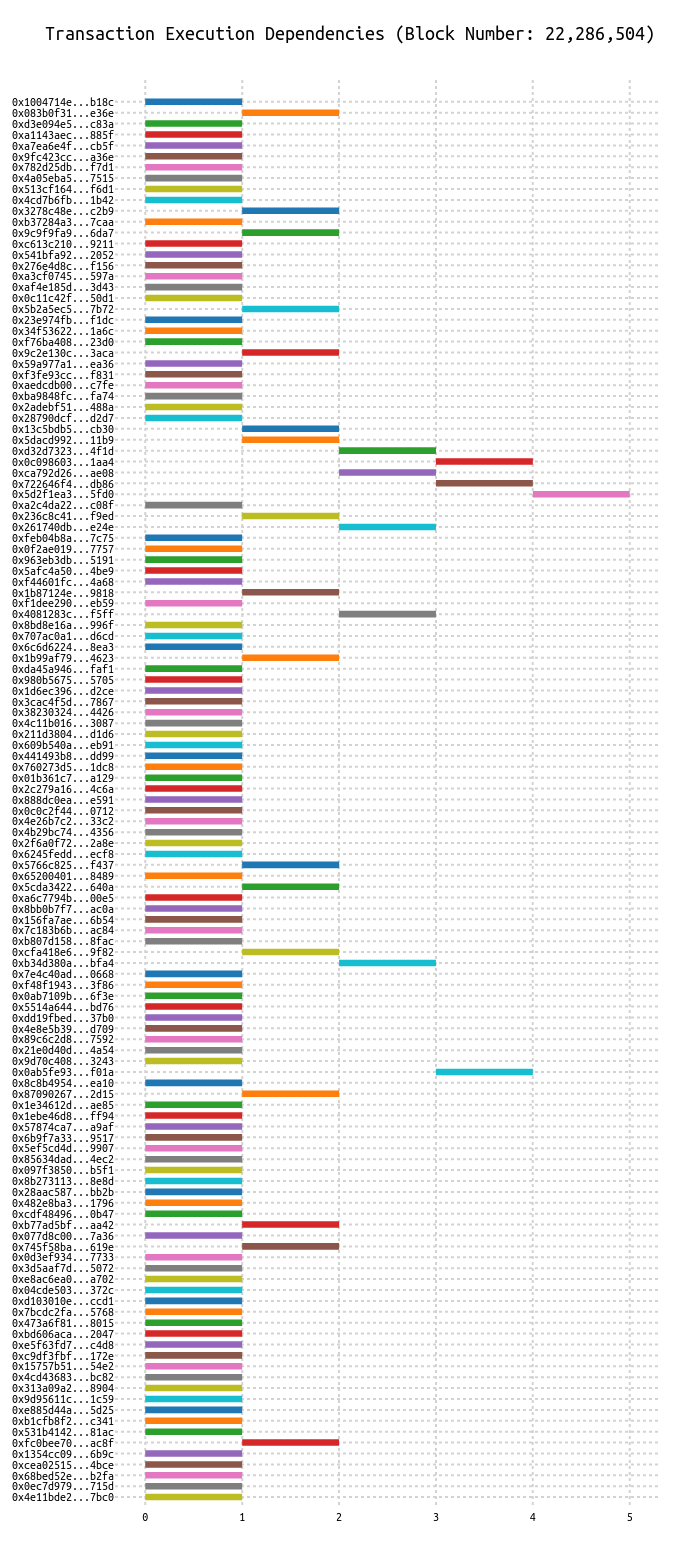 Transaction Execution Dependencies (Block Number: 22,286,504)
0x1004714e...b18c
0x083b0f31...e36e
0xd3e094e5...c83a
0xa1143aec...885f
0xa7ea6e4f...cb5f
0x9fc423cc...a36e
0x782d25db...f7d1
0x4a05eba5...7515
0x513cf164...f6d1
0x4cd7b6fb...1b42
0x3278c48e...c2b9
0xb37284a3...7caa
0x9c9f9fa9...6da7
0xc613c210...9211
0x541bfa92...2052
0x276e4d8c...f156
0xa3cf0745...597a
0xaf4e185d...3d43
0x0c11c42f...50d1
0x5b2a5ec5...7b72
0x23e974fb...f1dc
0x34f53622...1a6c
0xf76ba408...23d0
0x9c2e130c...3aca
0x59a977a1...ea36
0xf3fe93cc...f831
0xaedcdb00...c7fe
0xba9848fc...fa74
0x2adebf51...488a
0x28790dcf...d2d7
0x13c5bdb5...cb30
0x5dacd992...11b9
0xd32d7323...4f1d
0x0c098603...1aa4
0xca792d26...ae08
0x722646f4...db86
0x5d2f1ea3...5fd0
0xa2c4da22...c08f
0x236c8c41...f9ed
0x261740db...e24e
0xfeb04b8a...7c75
0x0f2ae019...7757
0x963eb3db...5191
0x5afc4a50...4be9
0xf44601fc...4a68
0x1b87124e...9818
0xf1dee290...eb59
0x4081283c...f5ff
0x8bd8e16a...996f
0x707ac0a1...d6cd
0x6c6d6224...8ea3
0x1b99af79...4623
0xda45a946...faf1
0x980b5675...5705
0x1d6ec396...d2ce
0x3cac4f5d...7867
0x38230324...4426
0x4c11b016...3087
0x211d3804...d1d6
0x609b540a...eb91
0x441493b8...dd99
0x760273d5...1dc8
0x01b361c7...a129
0x2c279a16...4c6a
0x888dc0ea...e591
0x0c0c2f44...0712
0x4e26b7c2...33c2
0x4b29bc74...4356
0x2f6a0f72...2a8e
0x6245fedd...ecf8
0x5766c825...f437
0x65200401...8489
0x5cda3422...640a
0xa6c7794b...00e5
0x8bb0b7f7...ac0a
0x156fa7ae...6b54
0x7c183b6b...ac84
0xb807d158...8fac
0xcfa418e6...9f82
0xb34d380a...bfa4
0x7e4c40ad...0668
0xf48f1943...3f86
0x0ab7109b...6f3e
0x5514a644...bd76
0xdd19fbed...37b0
0x4e8e5b39...d709
0x89c6c2d8...7592
0x21e0d40d...4a54
0x9d70c408...3243
0x0ab5fe93...f01a
0x8c8b4954...ea10
0x87090267...2d15
0x1e34612d...ae85
0x1ebe46d8...ff94
0x57874ca7...a9af
0x6b9f7a33...9517
0x5ef5cd4d...9907
0x85634dad...4ec2
0x097f3850...b5f1
0x8b273113...8e8d
0x28aac587...bb2b
0x482e8ba3...1796
0xcdf48496...0b47
0xb77ad5bf...aa42
0x077d8c00...7a36
0x745f58ba...619e
0x0d3ef934...7733
0x3d5aaf7d...5072
0xe8ac6ea0...a702
0x04cde503...372c
0xd103010e...ccd1
0x7bcdc2fa...5768
0x473a6f81...8015
0xbd606aca...2047
0xe5f63fd7...c4d8
0xc9df3fbf...172e
0x15757b51...54e2
0x4cd43683...bc82
0x313a09a2...8904
0x9d95611c...1c59
0xe885d44a...5d25
0xb1cfb8f2...c341
0x531b4142...81ac
0xfc0bee70...ac8f
0x1354cc09...6b9c
0xcea02515...4bce
0x68bed52e...b2fa
0x0ec7d979...715d
0x4e11bde2...7bc0
0 1 2 3 4 5